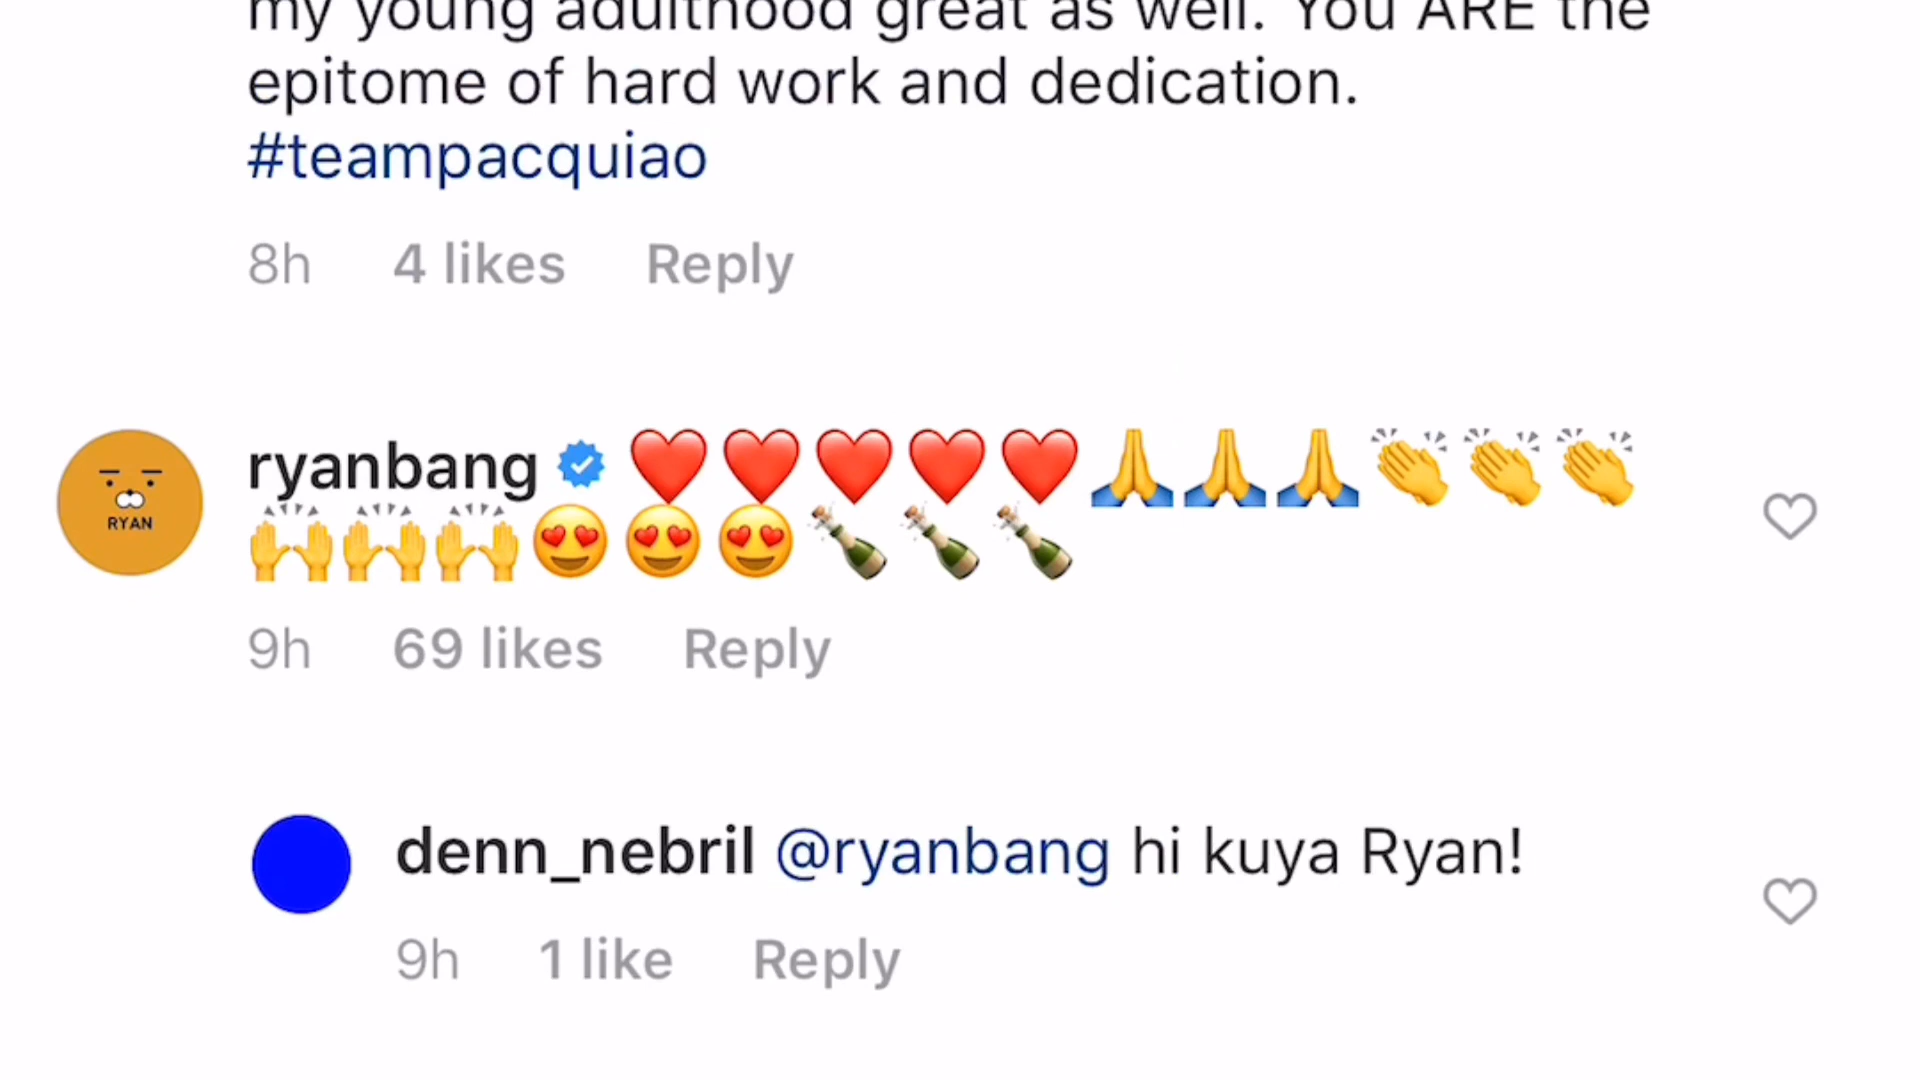 my young adulthood great as well. You ARE the
epitome of hard work and dedication.
#teampacquiao
8h 4 likes Reply
RYAN
ryanbang ❤️❤️❤️❤️❤️🙏🙏🙏👏👏👏
🙌🙌🙌😍😍😍🍾🍾🍾
9h 69 likes Reply
denn_nebril @ryanbang hi kuya Ryan!
9h 1 like Reply